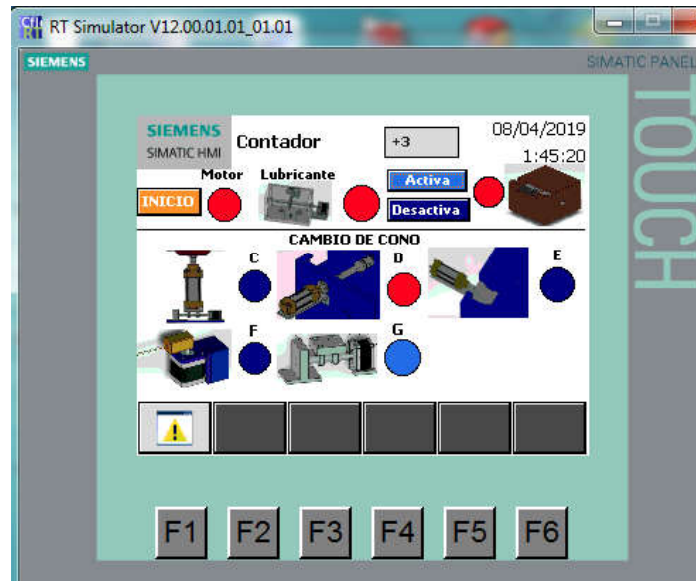 RT Simulator V12.00.01.01_01.01
SIEMENS
SIMATIC PANEL
TOUCH
SIEMENS
SIMATIC HMI
Contador
+3
08/04/2019
1:45:20
Motor
Lubricante
INICIO
Activa
Desactiva
CAMBIO DE CONO
C
D
E
F
G
F1
F2
F3
F4
F5
F6